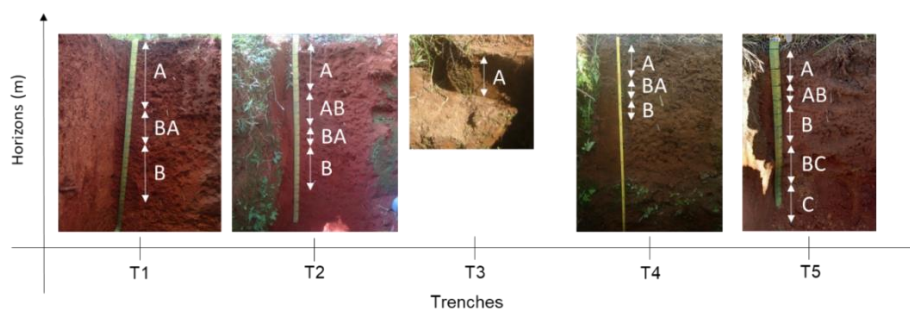 Horizons (m)
A
BA
B
A
AB
BA
B
A
A
BA
B
A
AB
B
BC
C
T1
T2
T3
T4
T5
Trenches